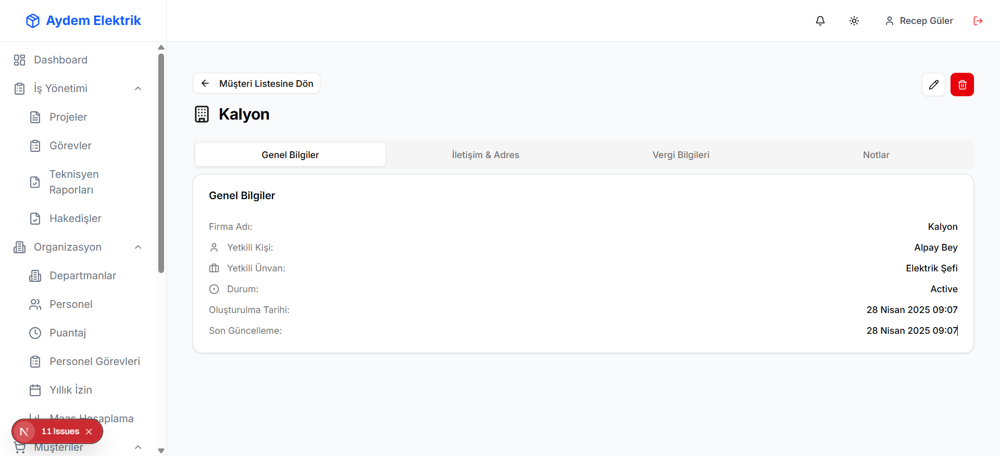 Aydem Elektrik
Recep Güler
Dashboard
İş Yönetimi
Projeler
Görevler
Teknisyen
Raporları
Hakedişler
Organizasyon
Departmanlar
Personel
Puantaj
Personel Görevleri
Yıllık İzin
Maaş Hesaplama
11 Issues
Müşteriler
Müşteri Listesine Dön
Kalyon
Genel Bilgiler
İletişim & Adres
Vergi Bilgileri
Notlar
Genel Bilgiler
Firma Adı: Kalyon
Yetkili Kişi: Alpay Bey
Yetkili Ünvan: Elektrik Şefi
Durum: Active
Oluşturulma Tarihi: 28 Nisan 2025 09:07
Son Güncelleme: 28 Nisan 2025 09:07